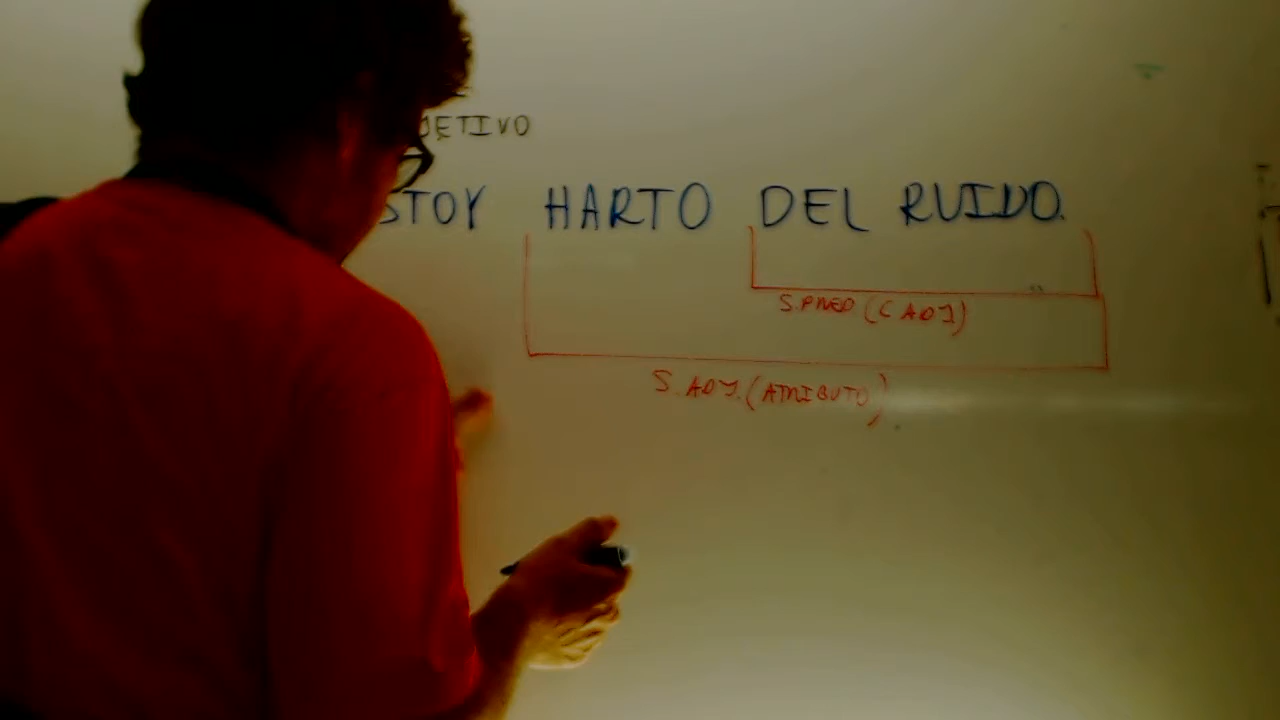 JETIVO
STOY HARTO DEL RUIDO.
S.PREP (C ADJ)
S. ADJ. (ATRIBUTO)